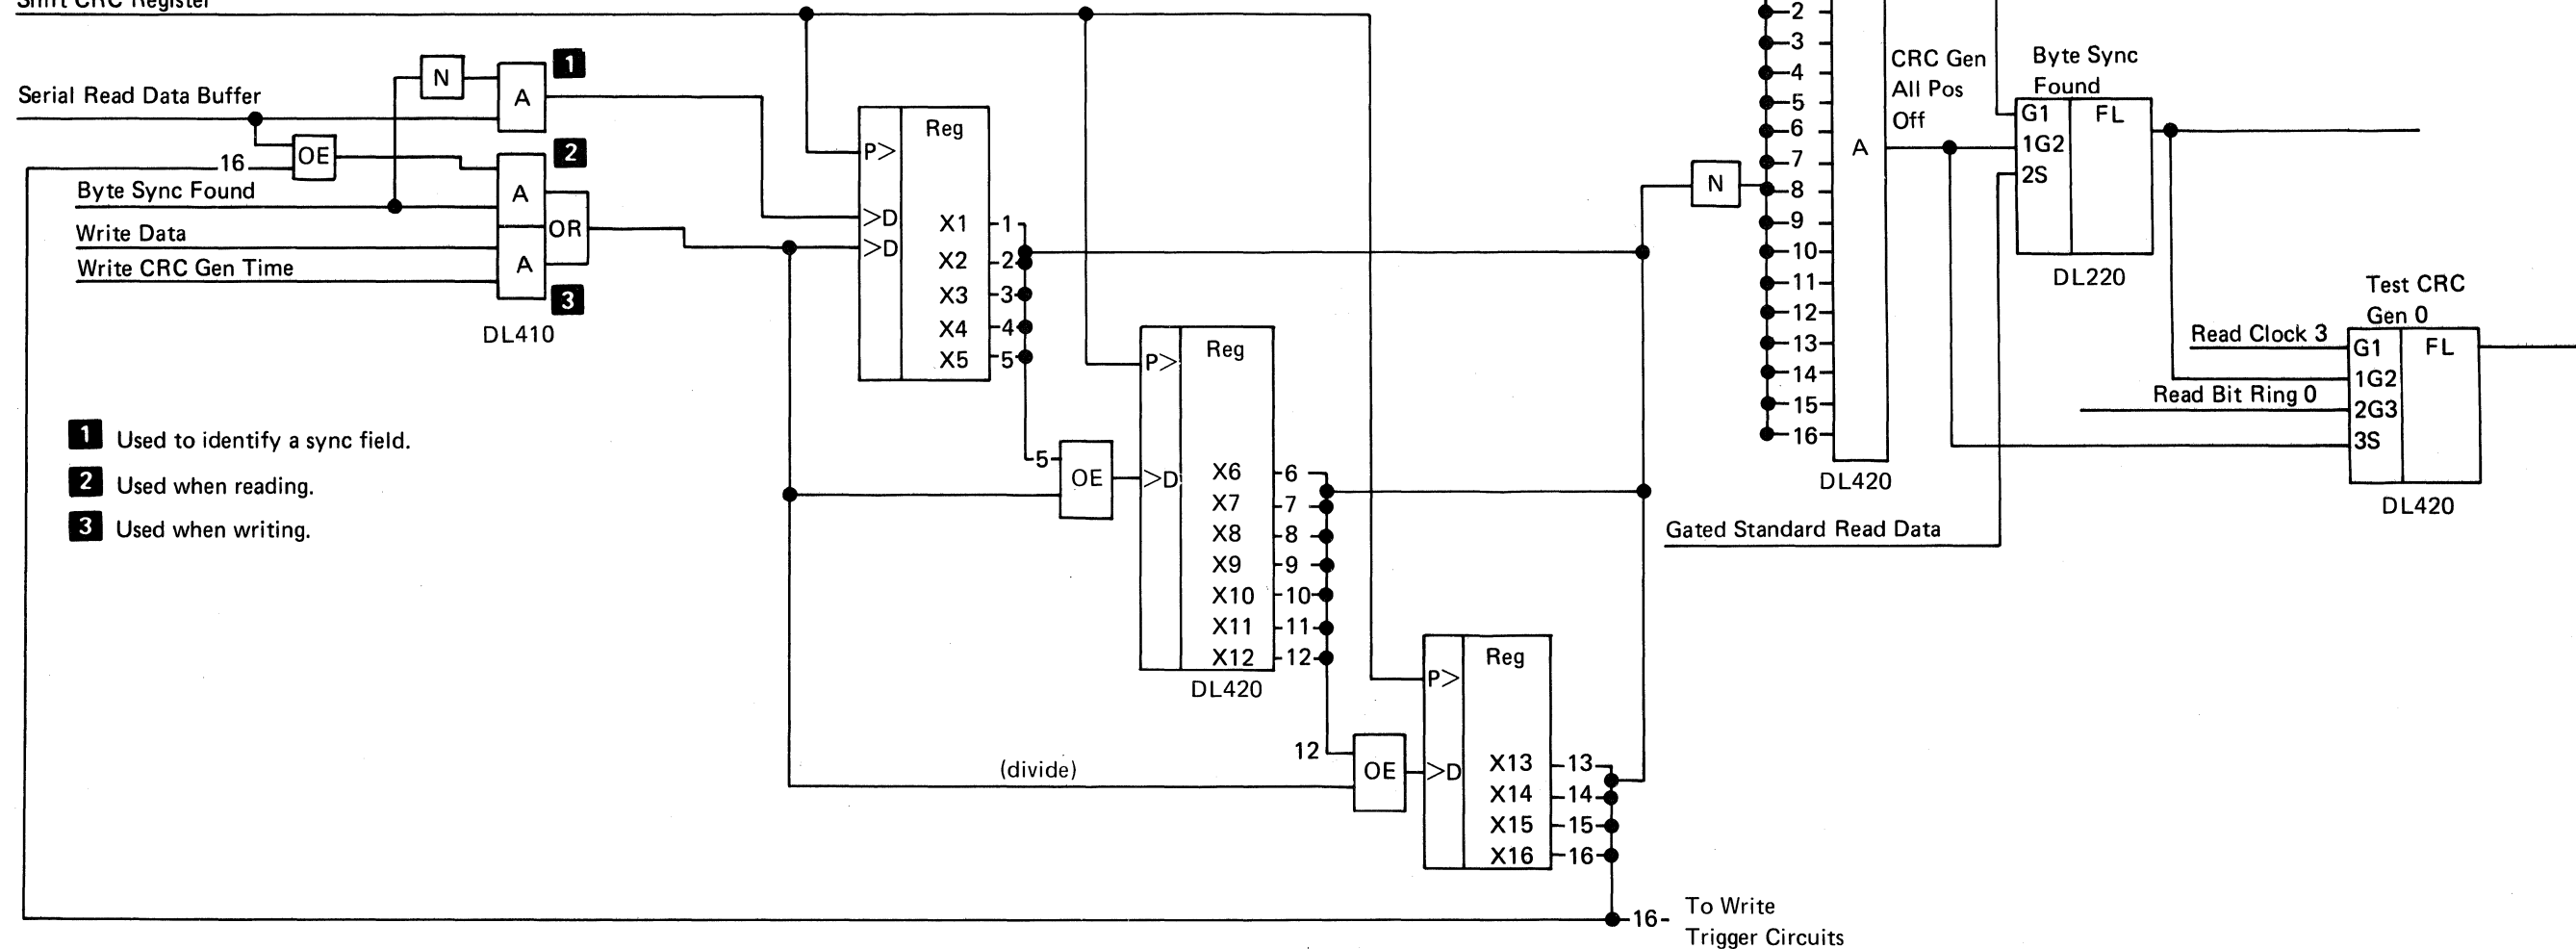 Shift CRC Register
N
A
1
Serial Read Data Buffer
OE
16
A
2
Byte Sync Found
OR
Write Data
A
Write CRC Gen Time
3
DL410
1 Used to identify a sync field.
2 Used when reading.
3 Used when writing.
Reg
P>
>D
>D
X1 1
X2 2
X3 3
X4 4
X5 5
5
OE
Reg
P>
>D
X6 6
X7 7
X8 8
X9 9
X10 10
X11 11
X12 12
DL420
12
(divide)
OE
Reg
P>
>D
X13 13
X14 14
X15 15
X16 16
16
To Write
Trigger Circuits
N
2
3
4
5
6
7
8
9
10
11
12
13
14
15
16
A
DL420
CRC Gen
All Pos
Off
Byte Sync
Found
G1 FL
1G2
2S
DL220
Gated Standard Read Data
Test CRC
Gen 0
Read Clock 3
G1 FL
1G2
Read Bit Ring 0
2G3
3S
DL420